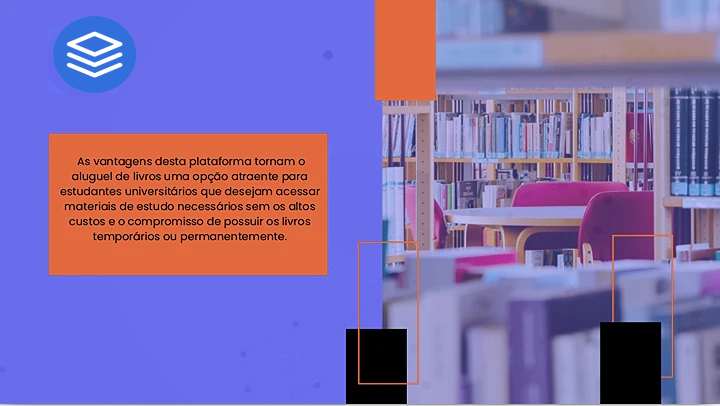 As vantagens desta plataforma tornam o
aluguel de livros uma opção atraente para
estudantes universitários que desejam acessar
materiais de estudo necessários sem os altos
custos e o compromisso de possuir os livros
temporários ou permanentemente.